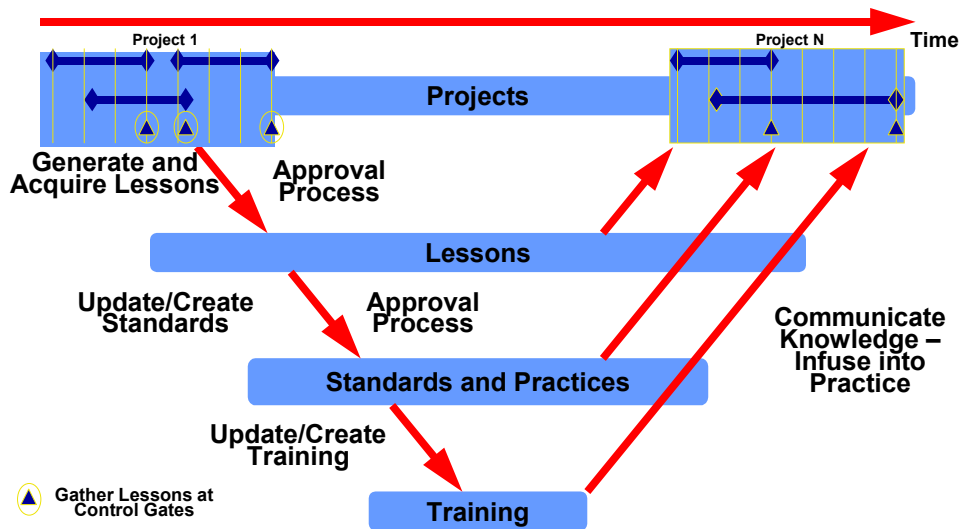 Project 1
Project N
Time
Projects
Generate and
Acquire Lessons
Approval
Process
Lessons
Update/Create
Standards
Approval
Process
Communicate
Knowledge –
Infuse into
Practice
Standards and Practices
Update/Create
Training
Gather Lessons at
Control Gates
Training